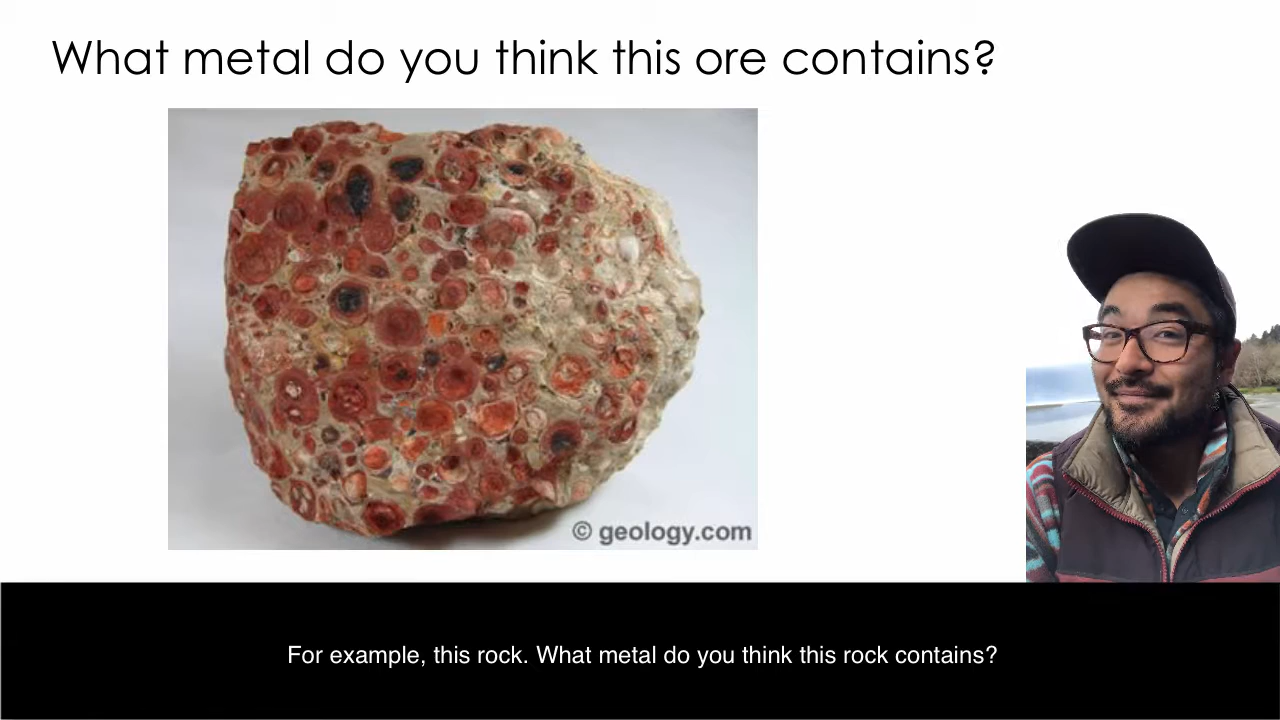 What metal do you think this ore contains?
© geology.com
For example, this rock. What metal do you think this rock contains?